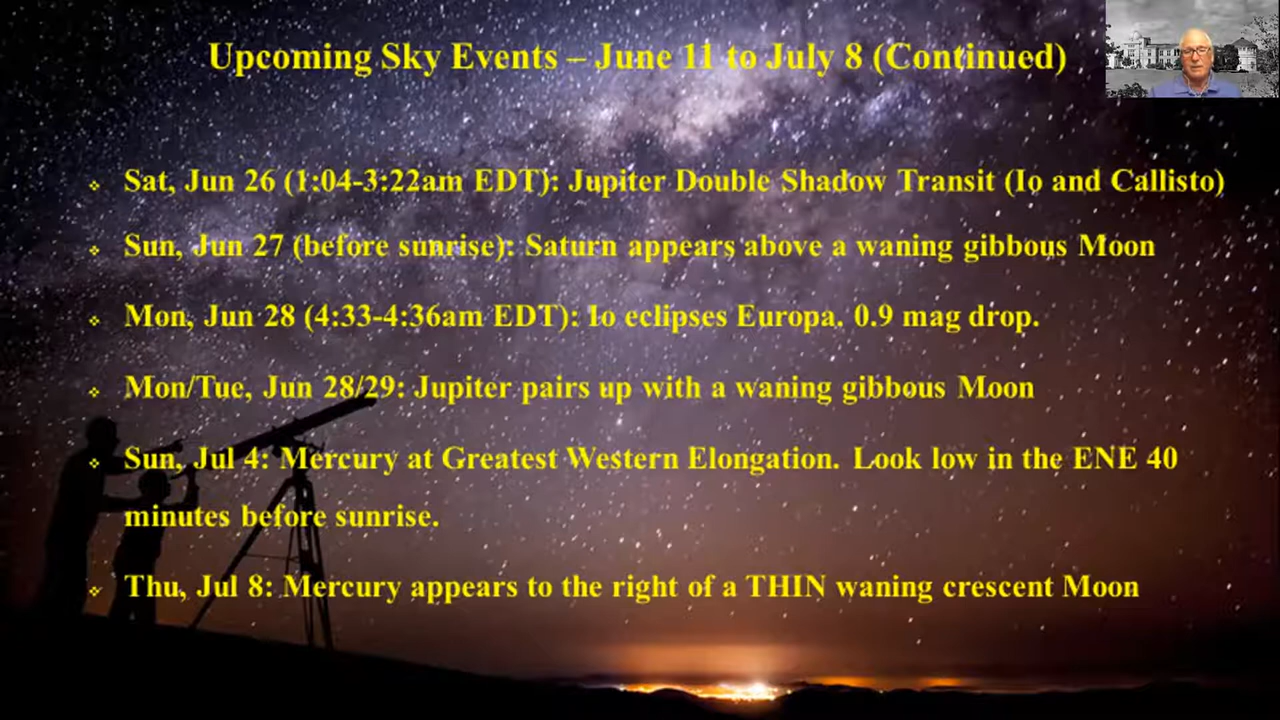 Upcoming Sky Events – June 11 to July 8 (Continued)
Sat, Jun 26 (1:04-3:22am EDT): Jupiter Double Shadow Transit (Io and Callisto)
Sun, Jun 27 (before sunrise): Saturn appears above a waning gibbous Moon
Mon, Jun 28 (4:33-4:36am EDT): Io eclipses Europa. 0.9 mag drop.
Mon/Tue, Jun 28/29: Jupiter pairs up with a waning gibbous Moon
Sun, Jul 4: Mercury at Greatest Western Elongation. Look low in the ENE 40
minutes before sunrise.
Thu, Jul 8: Mercury appears to the right of a THIN waning crescent Moon